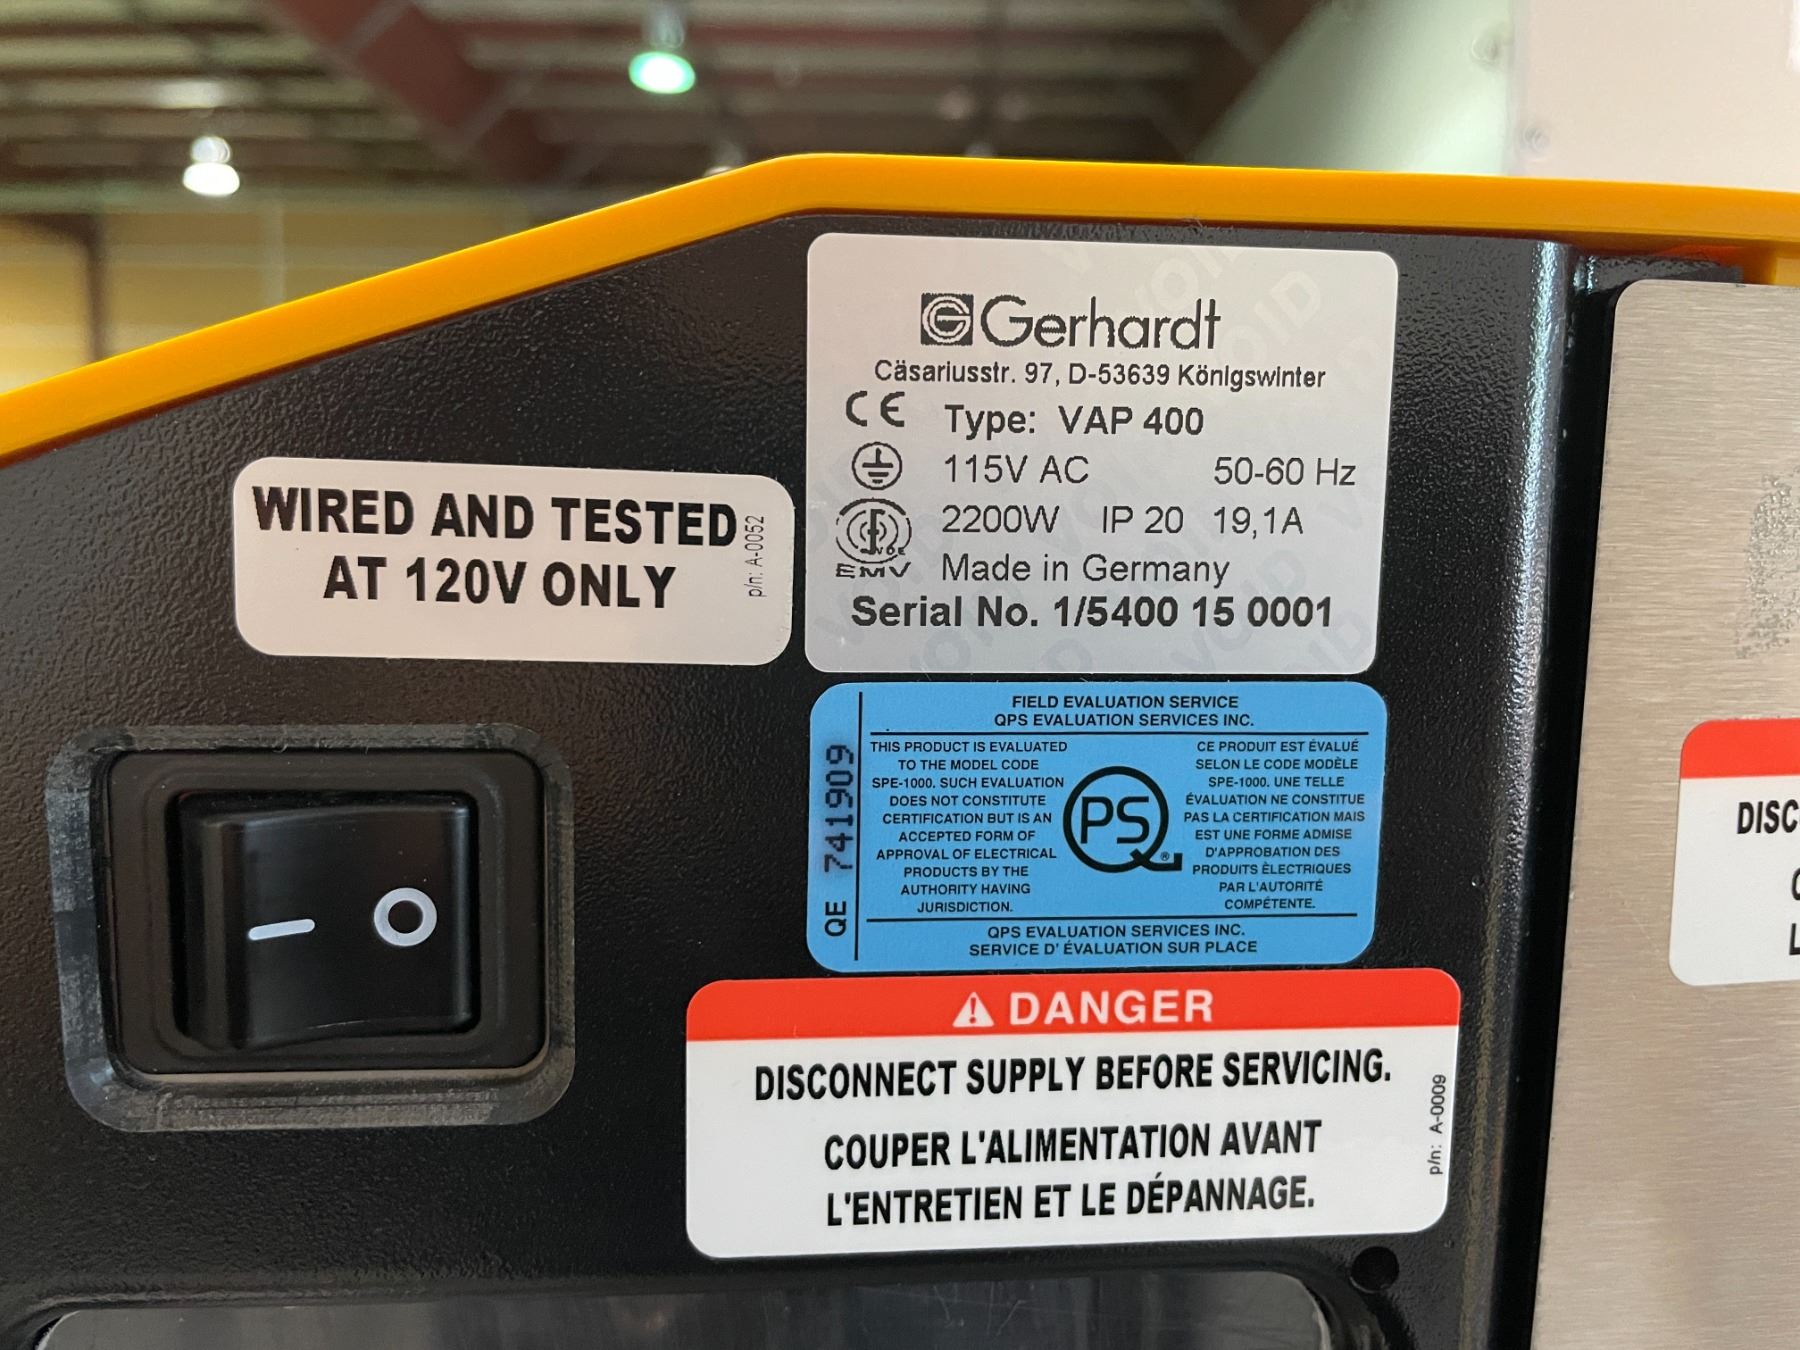 Gerhardt
Cäsariusstr. 97, D-53639 Königswinter
CE Type: VAP 400
115V AC 50-60 Hz
2200W IP 20 19,1A
VDE
EMV Made in Germany
Serial No. 1/5400 15 0001
WIRED AND TESTED
AT 120V ONLY
p/n: A-0052
FIELD EVALUATION SERVICE
QPS EVALUATION SERVICES INC.
QE 741909
THIS PRODUCT IS EVALUATED
TO THE MODEL CODE
SPE-1000. SUCH EVALUATION
DOES NOT CONSTITUTE
CERTIFICATION BUT IS AN
ACCEPTED FORM OF
APPROVAL OF ELECTRICAL
PRODUCTS BY THE
AUTHORITY HAVING
JURISDICTION.
QPS®
CE PRODUIT EST ÉVALUÉ
SELON LE CODE MODÈLE
SPE-1000. UNE TELLE
ÉVALUATION NE CONSTITUE
PAS LA CERTIFICATION MAIS
EST UNE FORME ADMISE
D'APPROBATION DES
PRODUITS ÈLECTRIQUES
PAR L'AUTORITÉ
COMPÉTENTE.
QPS EVALUATION SERVICES INC.
SERVICE D' ÉVALUATION SUR PLACE
DANGER
DISCONNECT SUPPLY BEFORE SERVICING.
COUPER L'ALIMENTATION AVANT
L'ENTRETIEN ET LE DÉPANNAGE.
p/n: A-0009
VOID VOID
DISC